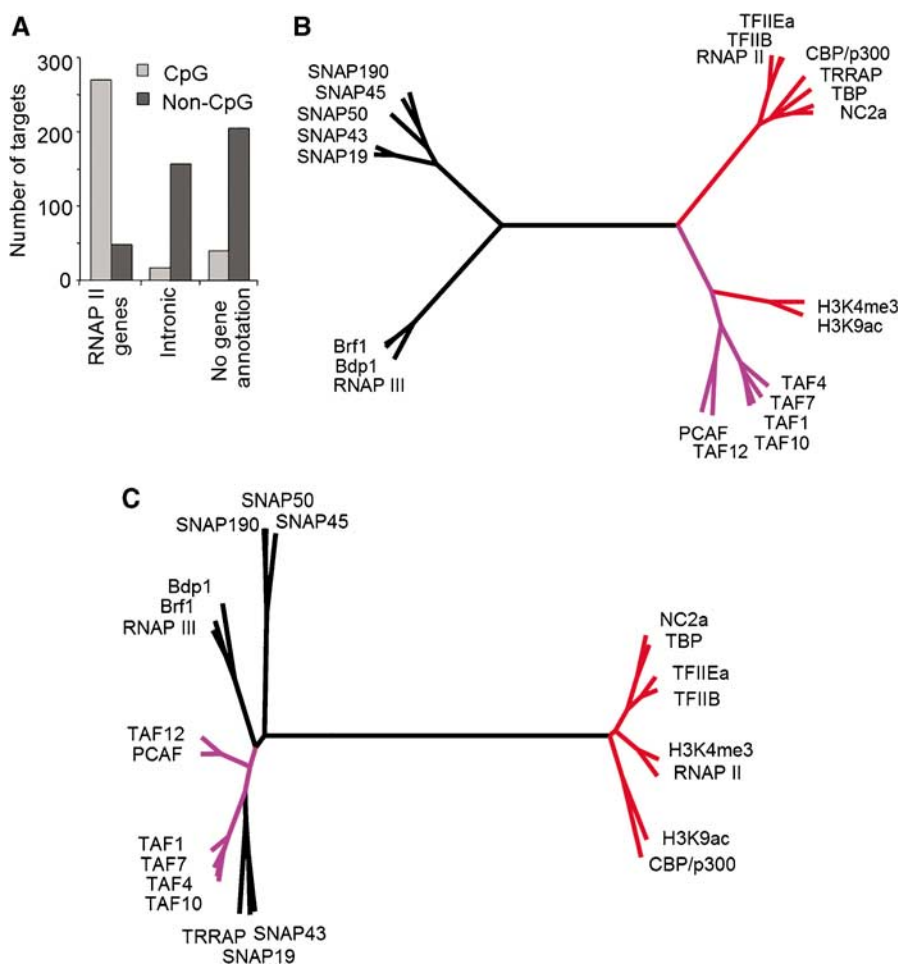 A
300
200
100
0
Number of targets
CpG
Non-CpG
RNAP II
genes
Intronic
No gene
annotation
B
SNAP190
SNAP45
SNAP50
SNAP43
SNAP19
Brf1
Bdp1
RNAP III
TFIIEa
TFIIB
RNAP II
CBP/p300
TRRAP
TBP
NC2a
H3K4me3
H3K9ac
TAF4
TAF7
TAF1
TAF10
PCAF
TAF12
C
SNAP50
SNAP190
SNAP45
Bdp1
Brf1
RNAP III
TAF12
PCAF
TAF1
TAF7
TAF4
TAF10
TRRAP
SNAP43
SNAP19
NC2a
TBP
TFIIEa
TFIIB
H3K4me3
RNAP II
H3K9ac
CBP/p300